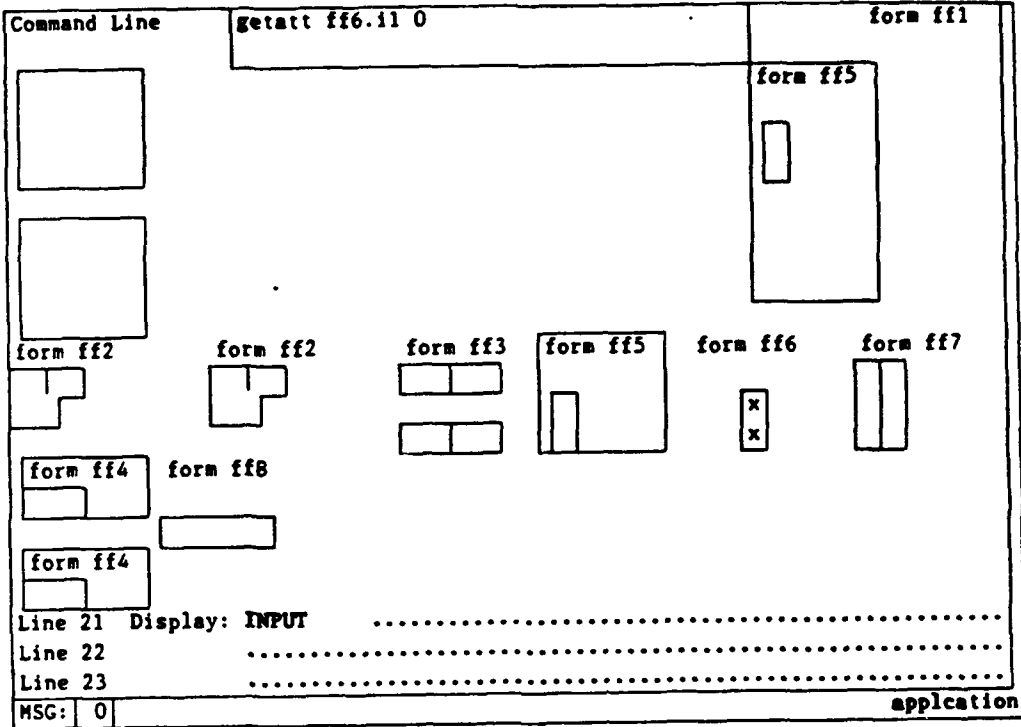 Command Line getatt ff6.i1 0 form ff1
form ff5
form ff2 form ff2 form ff3 form ff5 form ff6 form ff7
x
x
form ff4 form ff8
form ff4
Line 21 Display: INPUT ..................................................
Line 22 ............................................................
Line 23 ............................................................
MSG: 0 applcation